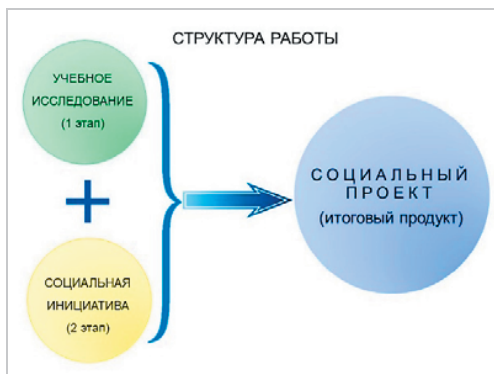 СТРУКТУРА РАБОТЫ
УЧЕБНОЕ
ИССЛЕДОВАНИЕ
(1 этап)
+
СОЦИАЛЬНАЯ
ИНИЦИАТИВА
(2 этап)
СОЦИАЛЬНЫЙ
ПРОЕКТ
(итоговый продукт)